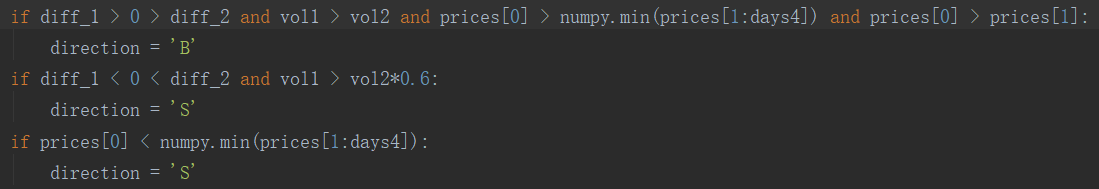 if diff_1 > 0 > diff_2 and vol1 > vol2 and prices[0] > numpy.min(prices[1:days4]) and prices[0] > prices[1]:
    direction = 'B'
if diff_1 < 0 < diff_2 and vol1 > vol2*0.6:
    direction = 'S'
if prices[0] < numpy.min(prices[1:days4]):
    direction = 'S'